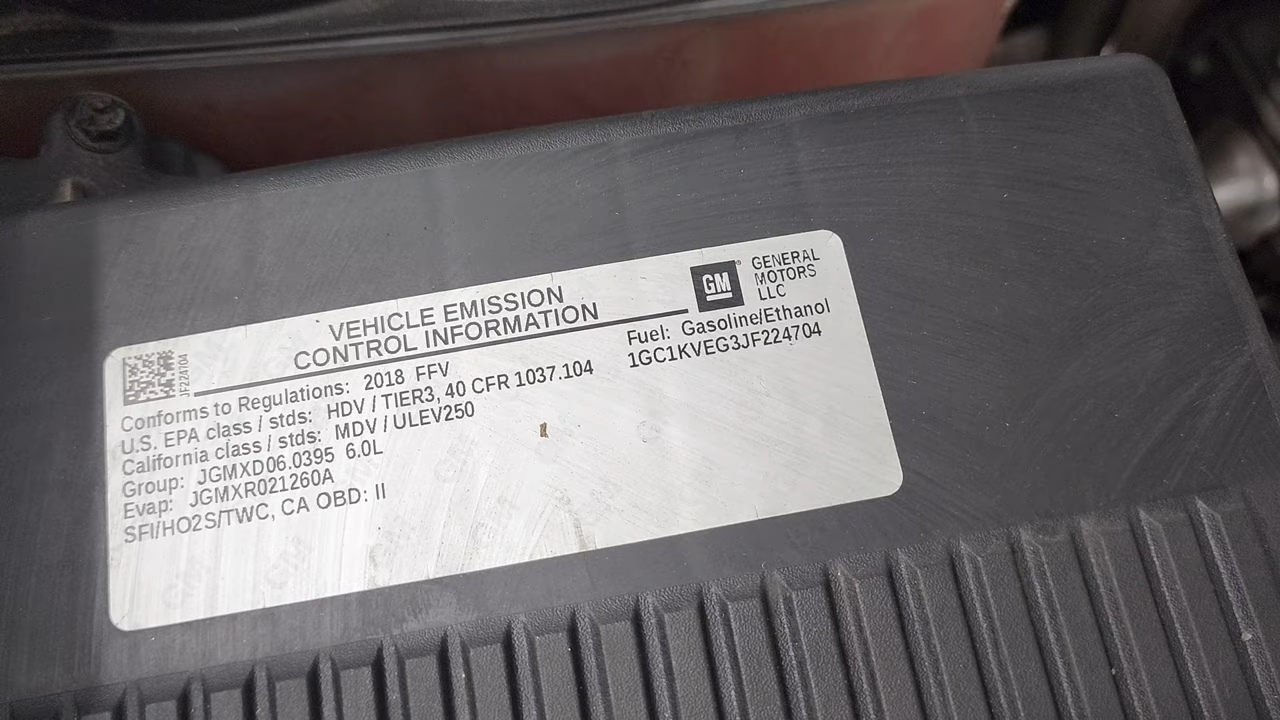 VEHICLE EMISSION
CONTROL INFORMATION
GM
GENERAL
MOTORS
LLC
JF224704
Conforms to Regulations: 2018 FFV
Fuel: Gasoline/Ethanol
U.S. EPA class / stds: HDV / TIER3, 40 CFR 1037.104
1GC1KVEG3JF224704
California class / stds: MDV / ULEV250
Group: JGMXD06.0395 6.0L
Evap: JGMXR021260A
SFI/HO2S/TWC, CA OBD: II